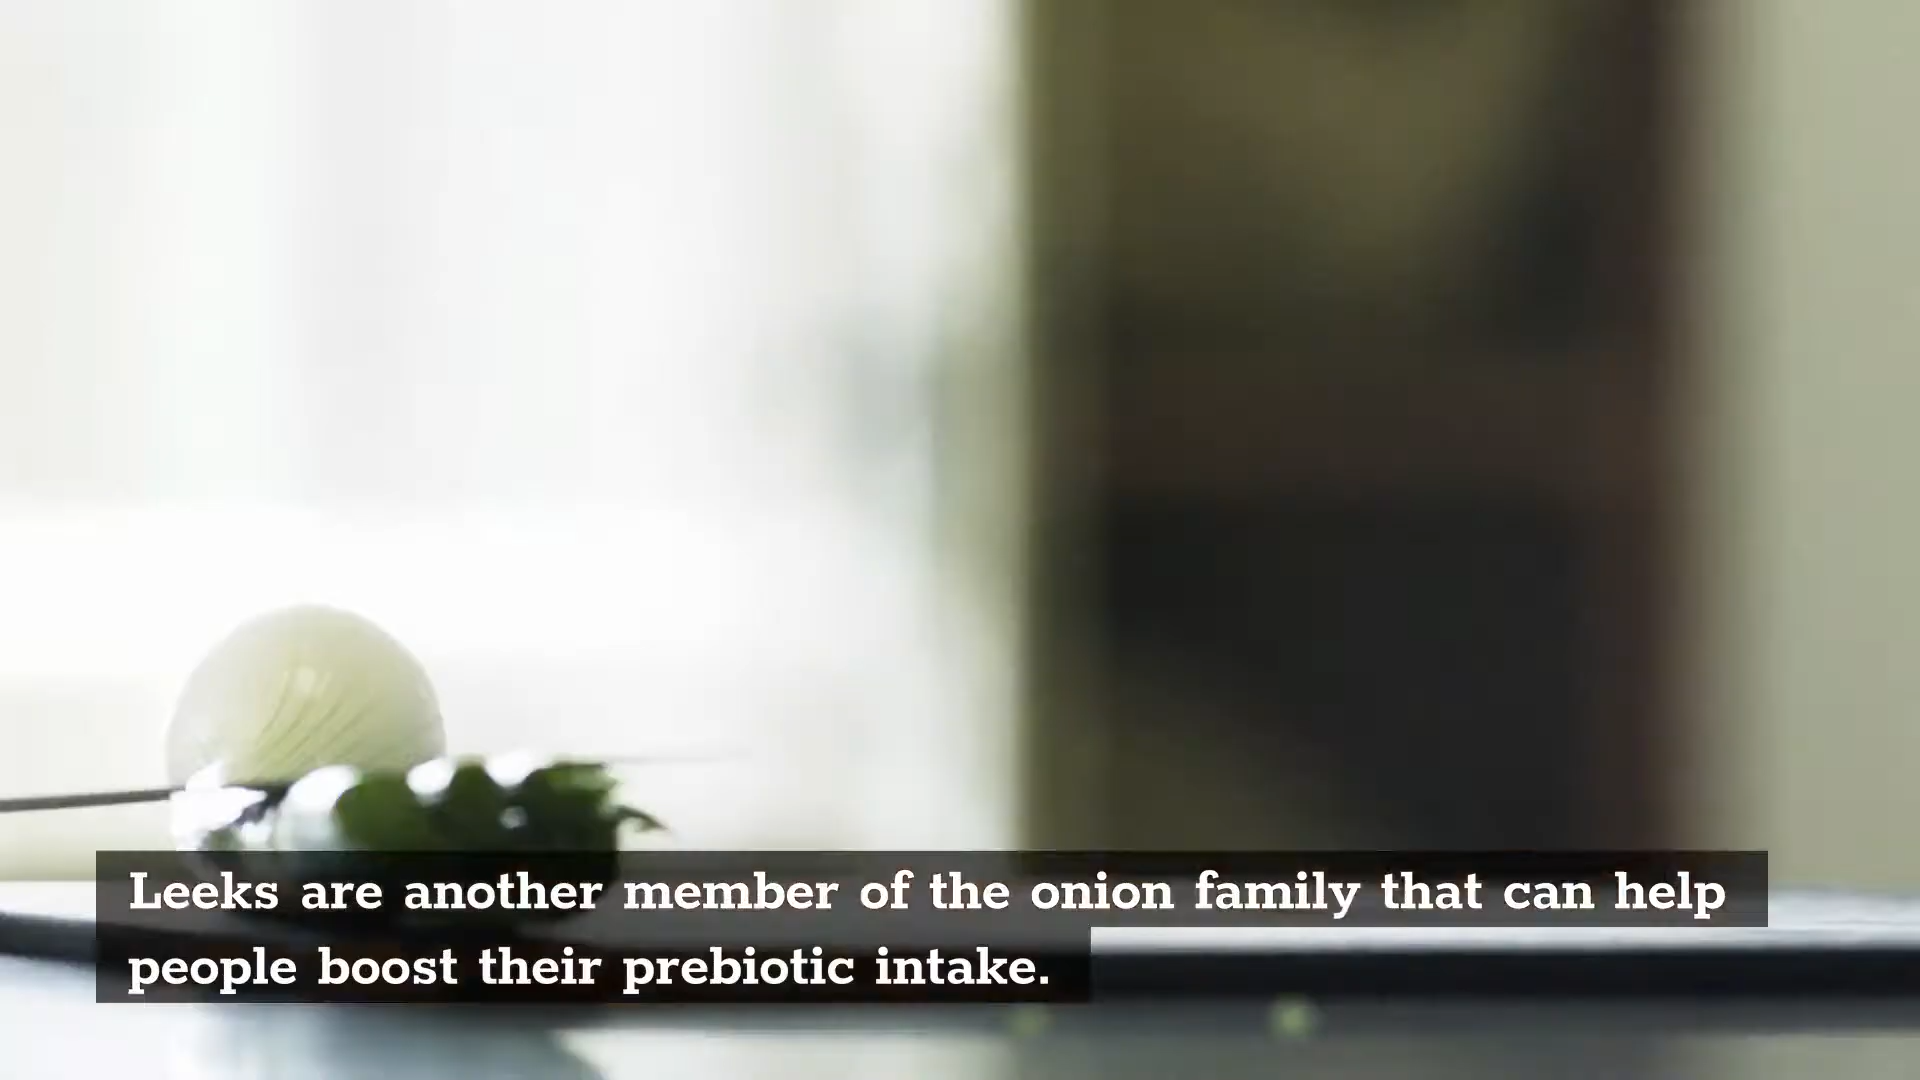 Leeks are another member of the onion family that can help
people boost their prebiotic intake.